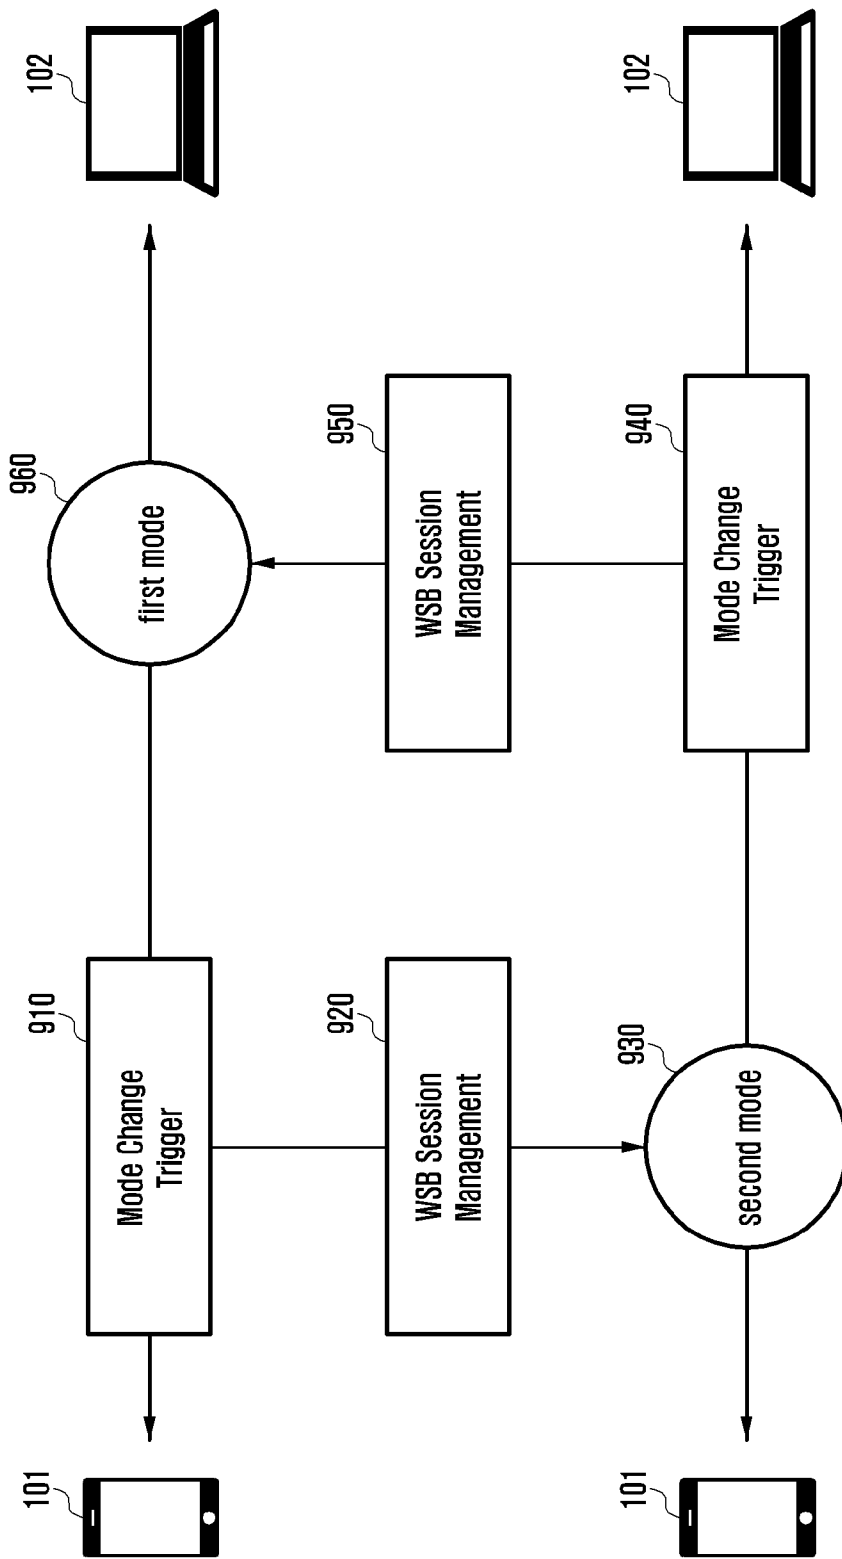 101
910
Mode Change
Trigger
960
first mode
102
920
WSB Session
Management
950
WSB Session
Management
101
930
second mode
940
Mode Change
Trigger
102